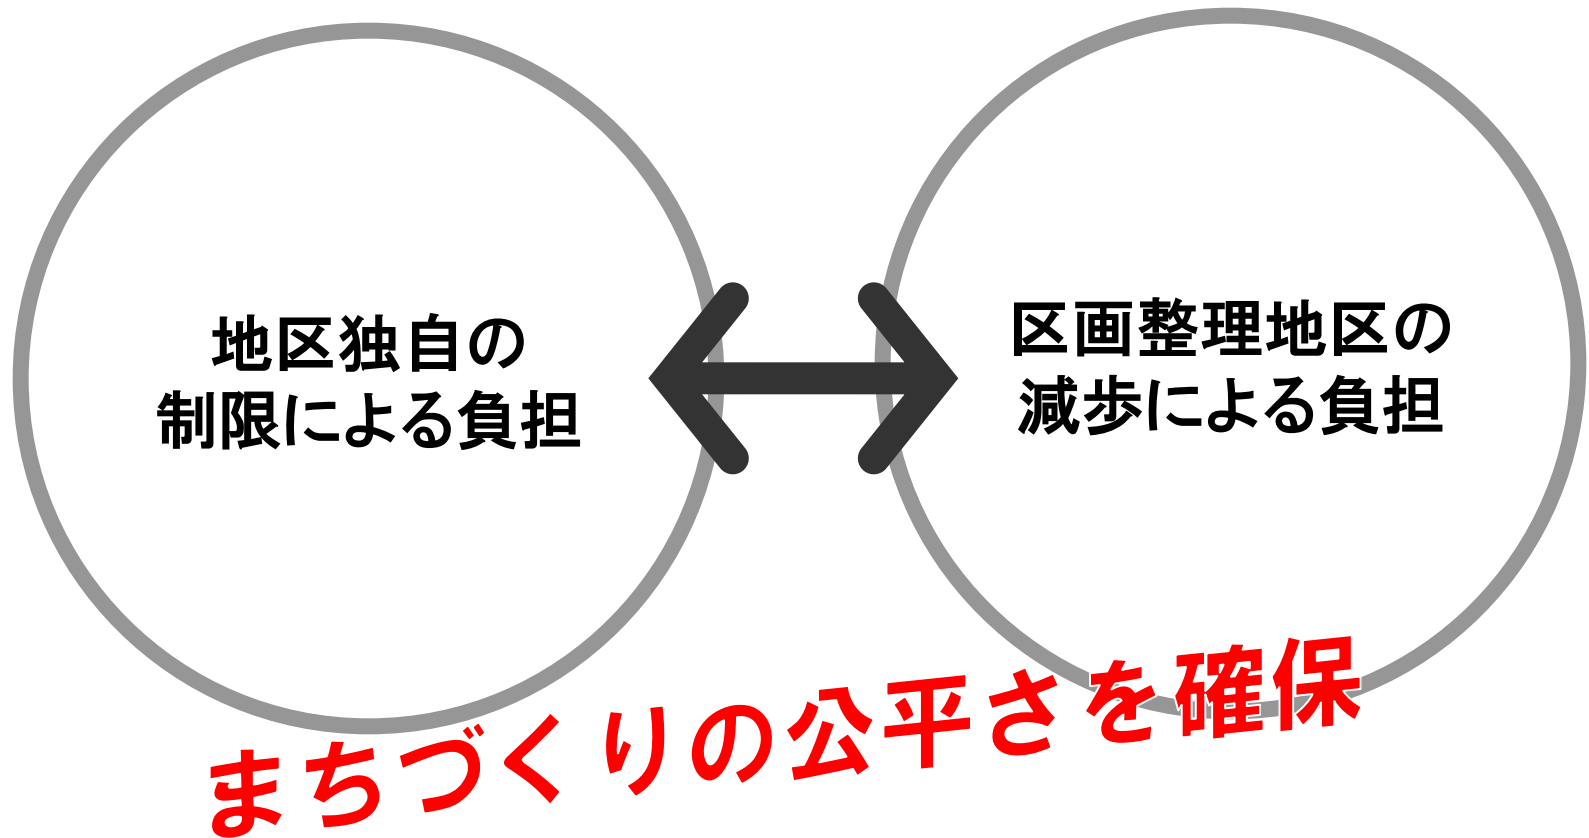 地区独自の
制限による負担
区画整理地区の
減歩による負担
まちづくりの公平さを確保